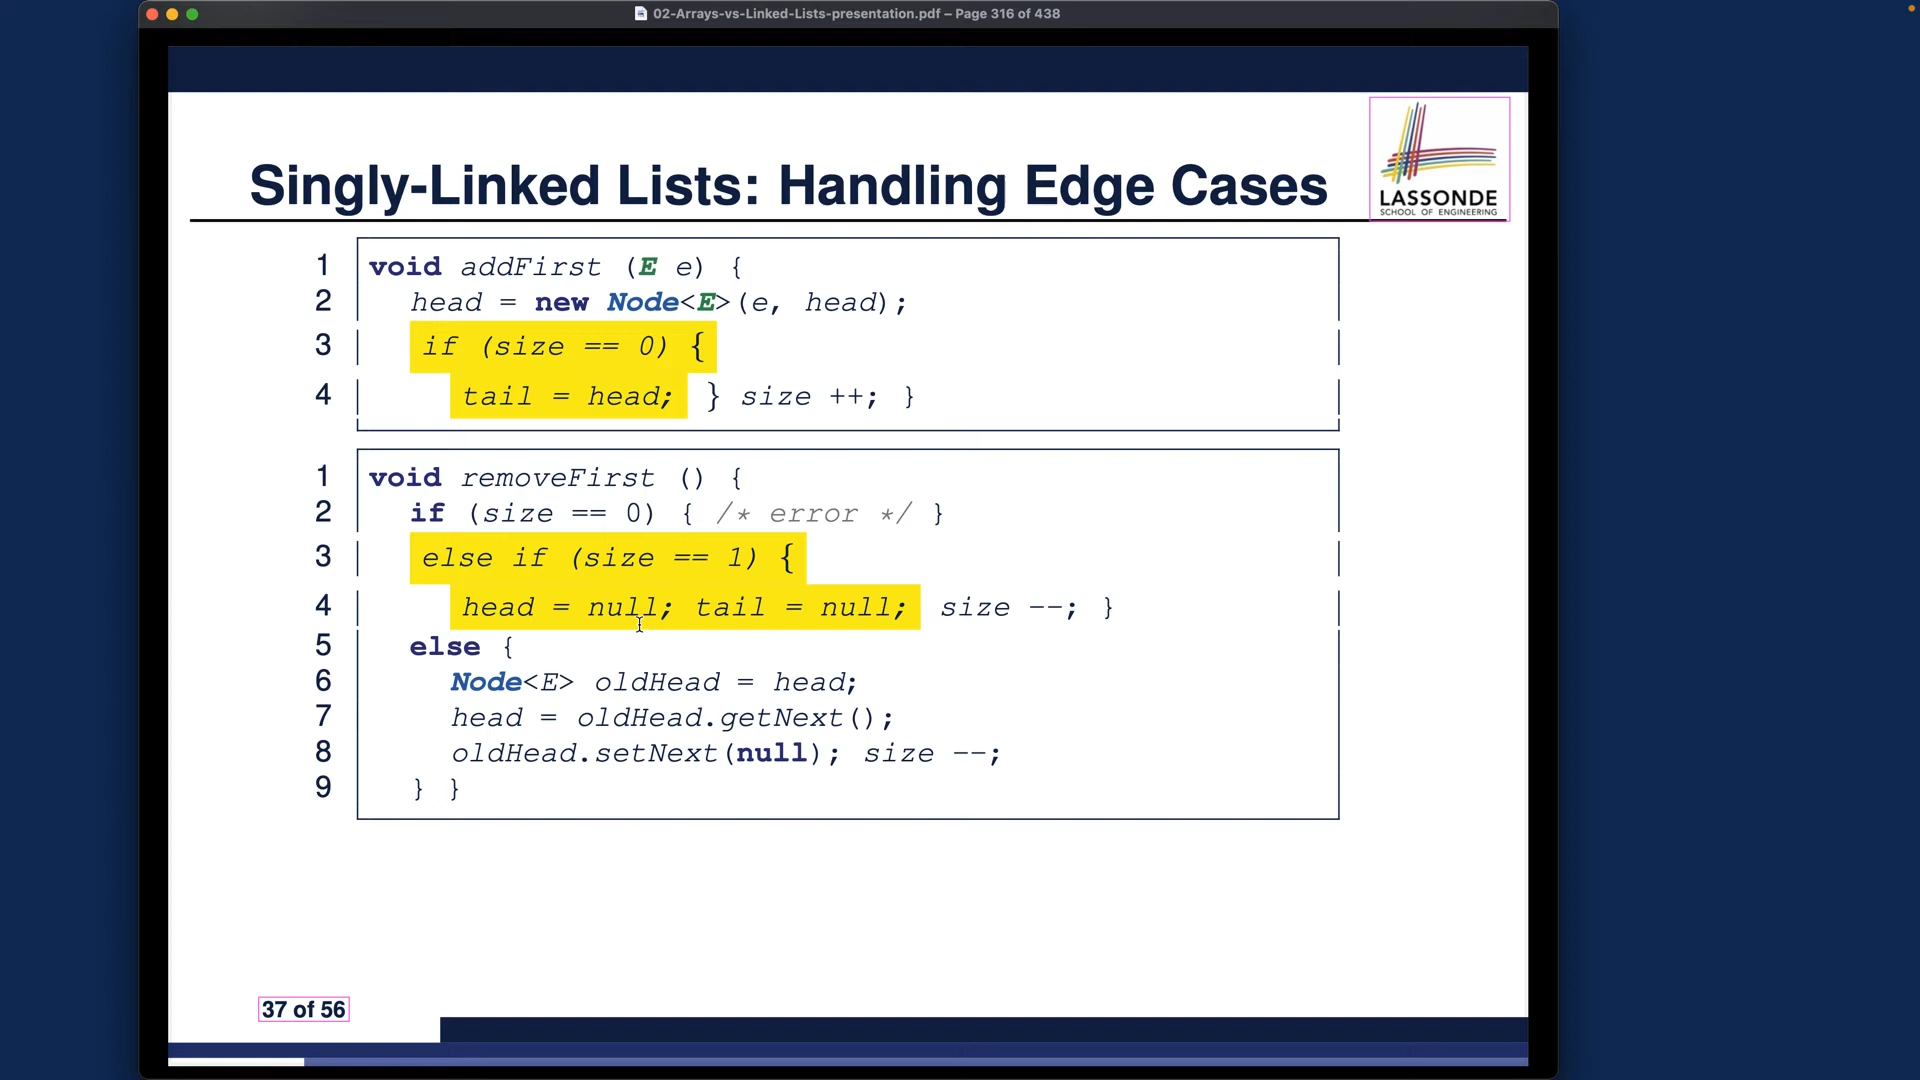 02-Arrays-vs-Linked-Lists-presentation.pdf – Page 316 of 438
LASSONDE
SCHOOL OF ENGINEERING
Singly-Linked Lists: Handling Edge Cases
1 void addFirst (E e) {
2 head = new Node<E>(e, head);
3 if (size == 0) {
4 tail = head; } size ++; }
1 void removeFirst () {
2 if (size == 0) { /* error */ }
3 else if (size == 1) {
4 head = null; tail = null; size --; }
5 else {
6 Node<E> oldHead = head;
7 head = oldHead.getNext();
8 oldHead.setNext(null); size --;
9 } }
37 of 56